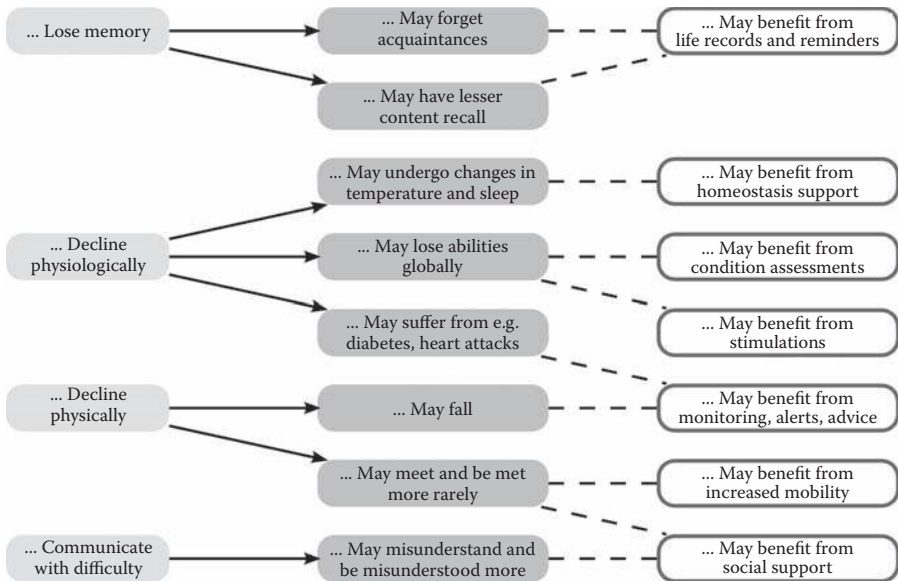 ... Lose memory
... May forget
acquaintances
... May benefit from
life records and reminders
... May have lesser
content recall
... May undergo changes in
temperature and sleep
... May benefit from
homeostasis support
... Decline
physiologically
... May lose abilities
globally
... May benefit from
condition assessments
... May suffer from e.g.
diabetes, heart attacks
... May benefit from
stimulations
... Decline
physically
... May fall
... May benefit from
monitoring, alerts, advice
... May meet and be met
more rarely
... May benefit from
increased mobility
... Communicate
with difficulty
... May misunderstand and
be misunderstood more
... May benefit from
social support